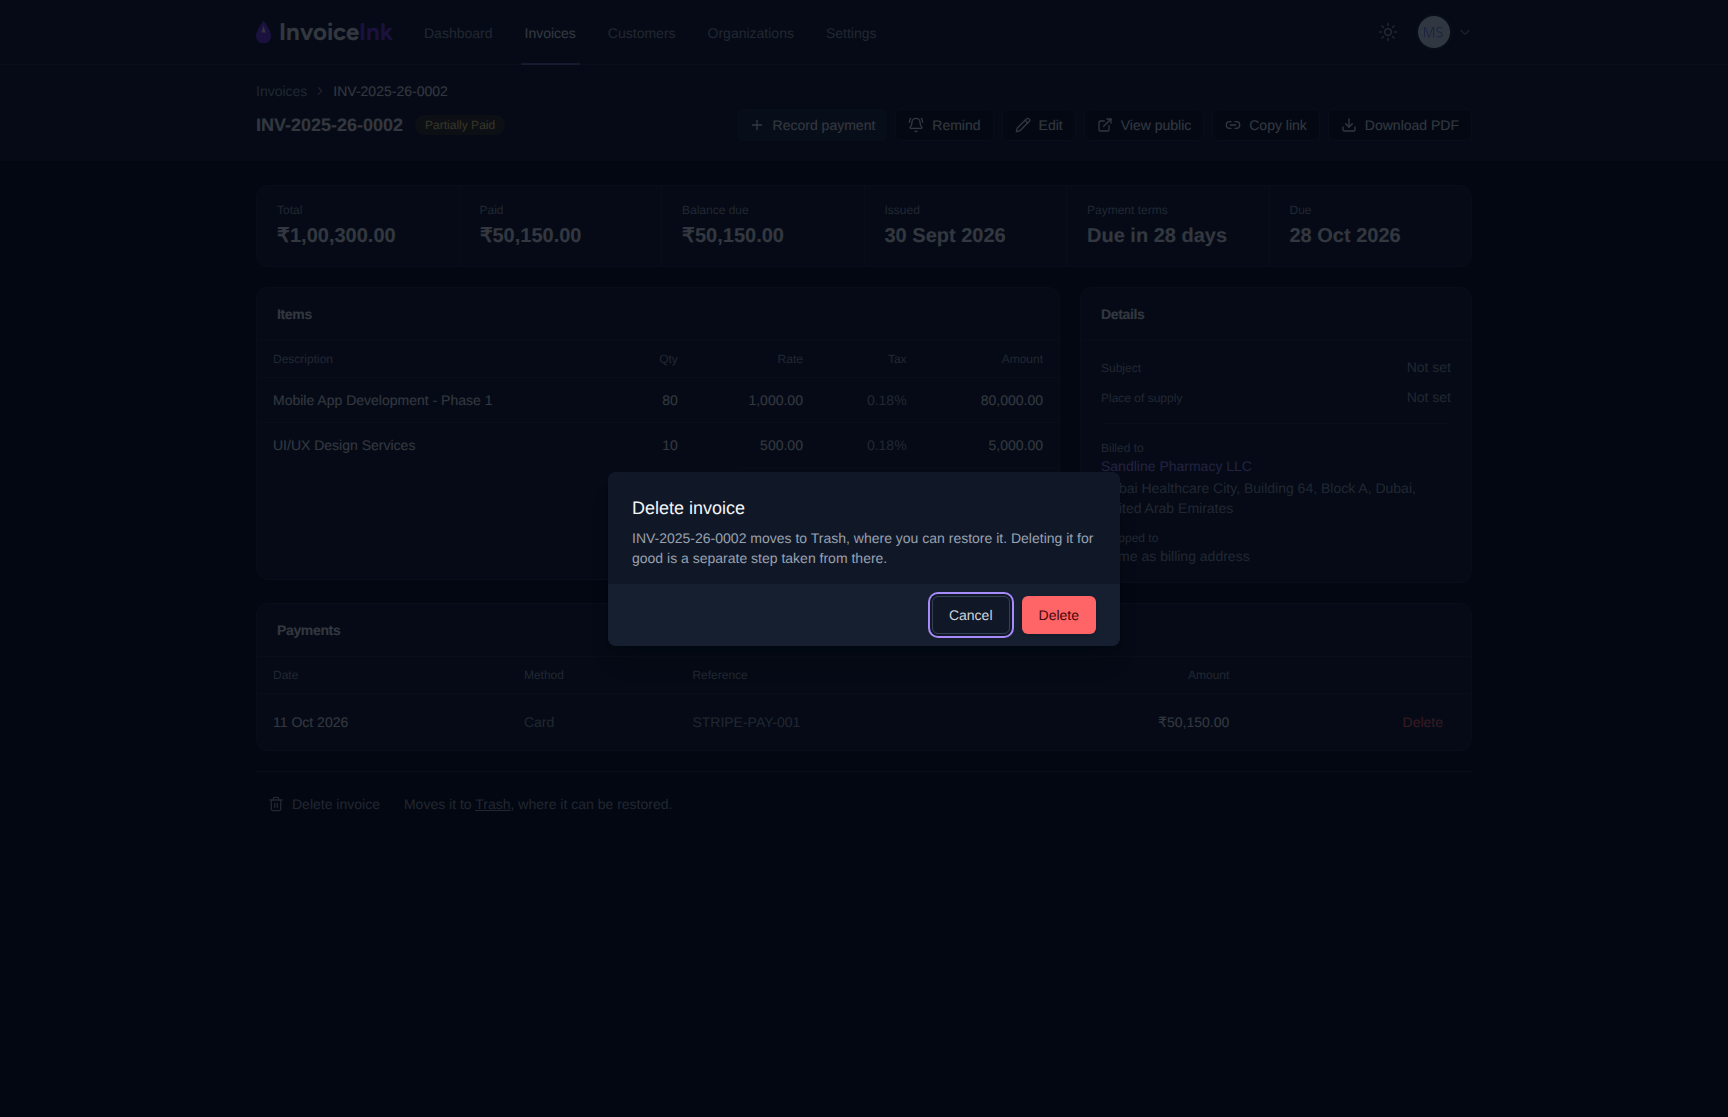 InvoiceInk
Dashboard
Invoices
Customers
Organizations
Settings
MS
Invoices
INV-2025-26-0002
INV-2025-26-0002
Partially Paid
Record payment
Remind
Edit
View public
Copy link
Download PDF
Total
Paid
Balance due
Issued
Payment terms
Due
₹1,00,300.00
₹50,150.00
₹50,150.00
30 Sept 2026
Due in 28 days
28 Oct 2026
Items
Description Qty Rate Tax Amount
Mobile App Development - Phase 1 80 1,000.00 0.18% 80,000.00
UI/UX Design Services 10 500.00 0.18% 5,000.00
Details
Subject Not set
Place of supply Not set
Billed to
Sandline Pharmacy LLC
Healthcare City, Building 64, Block A, Dubai,
Arab Emirates
to
as billing address
Delete invoice
INV-2025-26-0002 moves to Trash, where you can restore it. Deleting it for
good is a separate step taken from there.
Cancel
Delete
Payments
Date Method Reference Amount
11 Oct 2026 Card STRIPE-PAY-001 ₹50,150.00 Delete
Delete invoice
Moves it to Trash, where it can be restored.